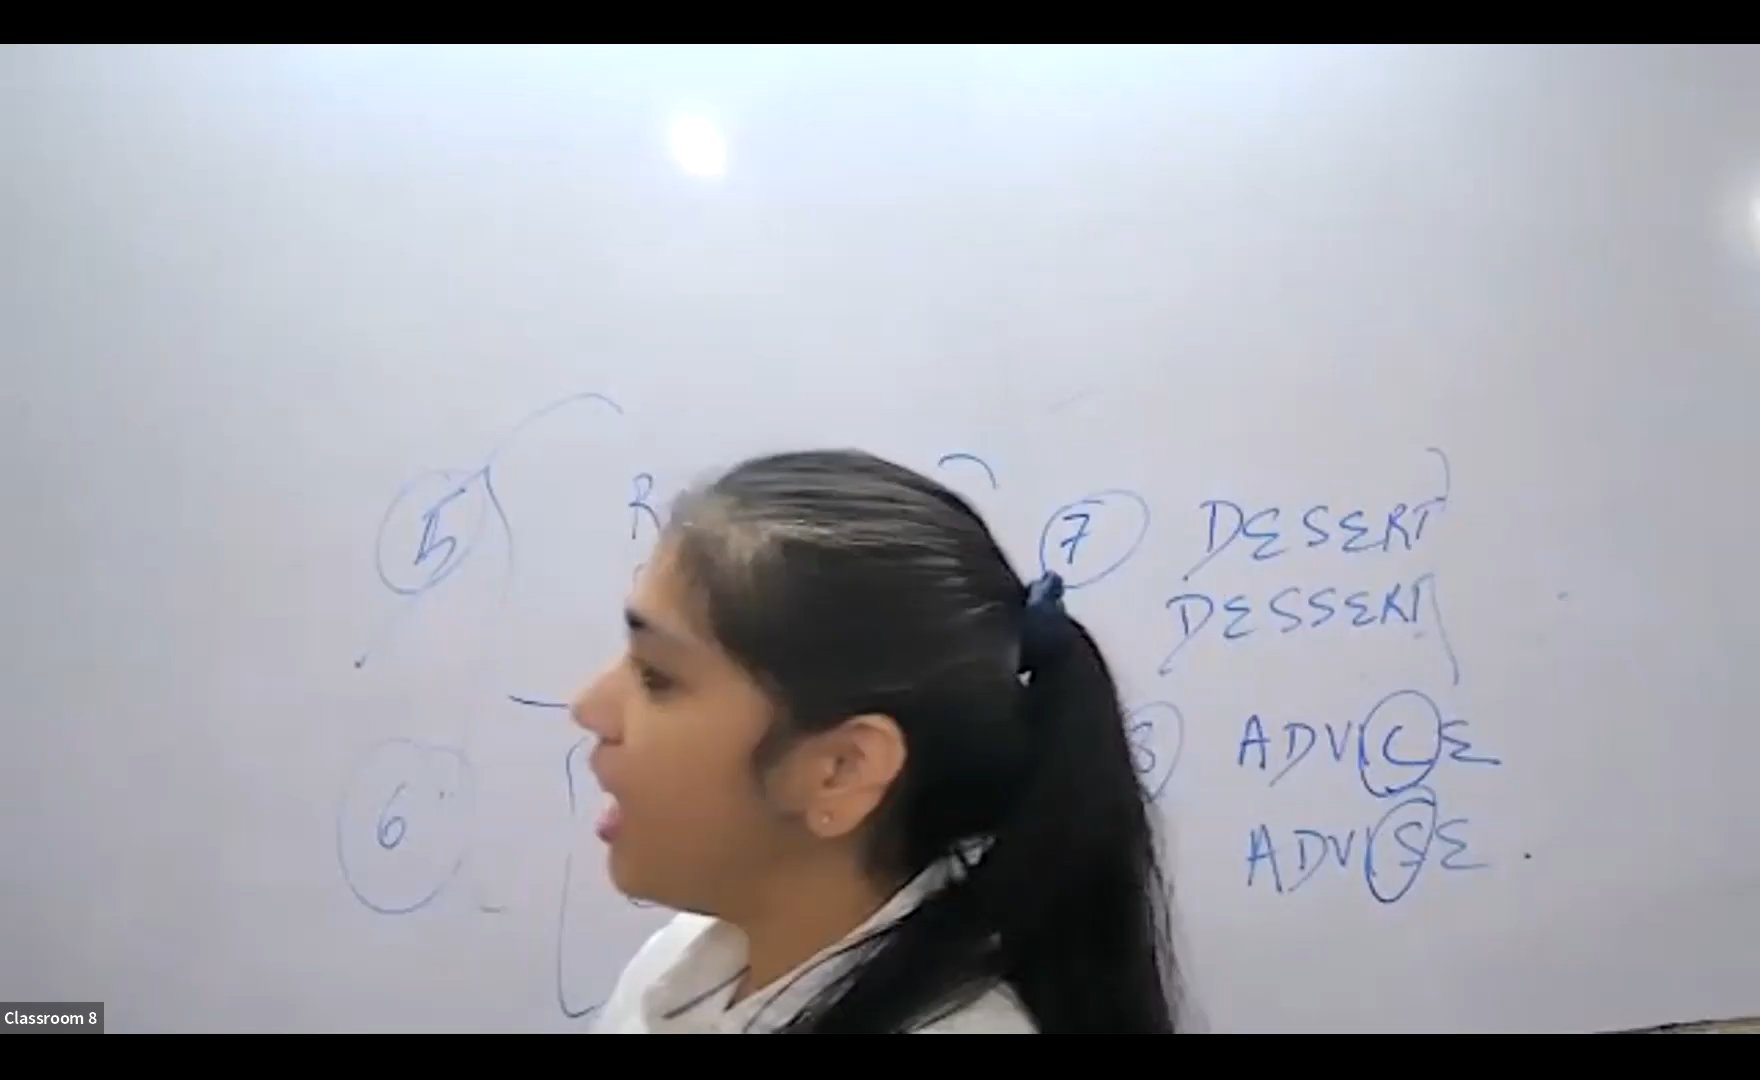 5
R
6
7 DESERT
DESSERT
8 ADVICE
ADVISE
Classroom 8